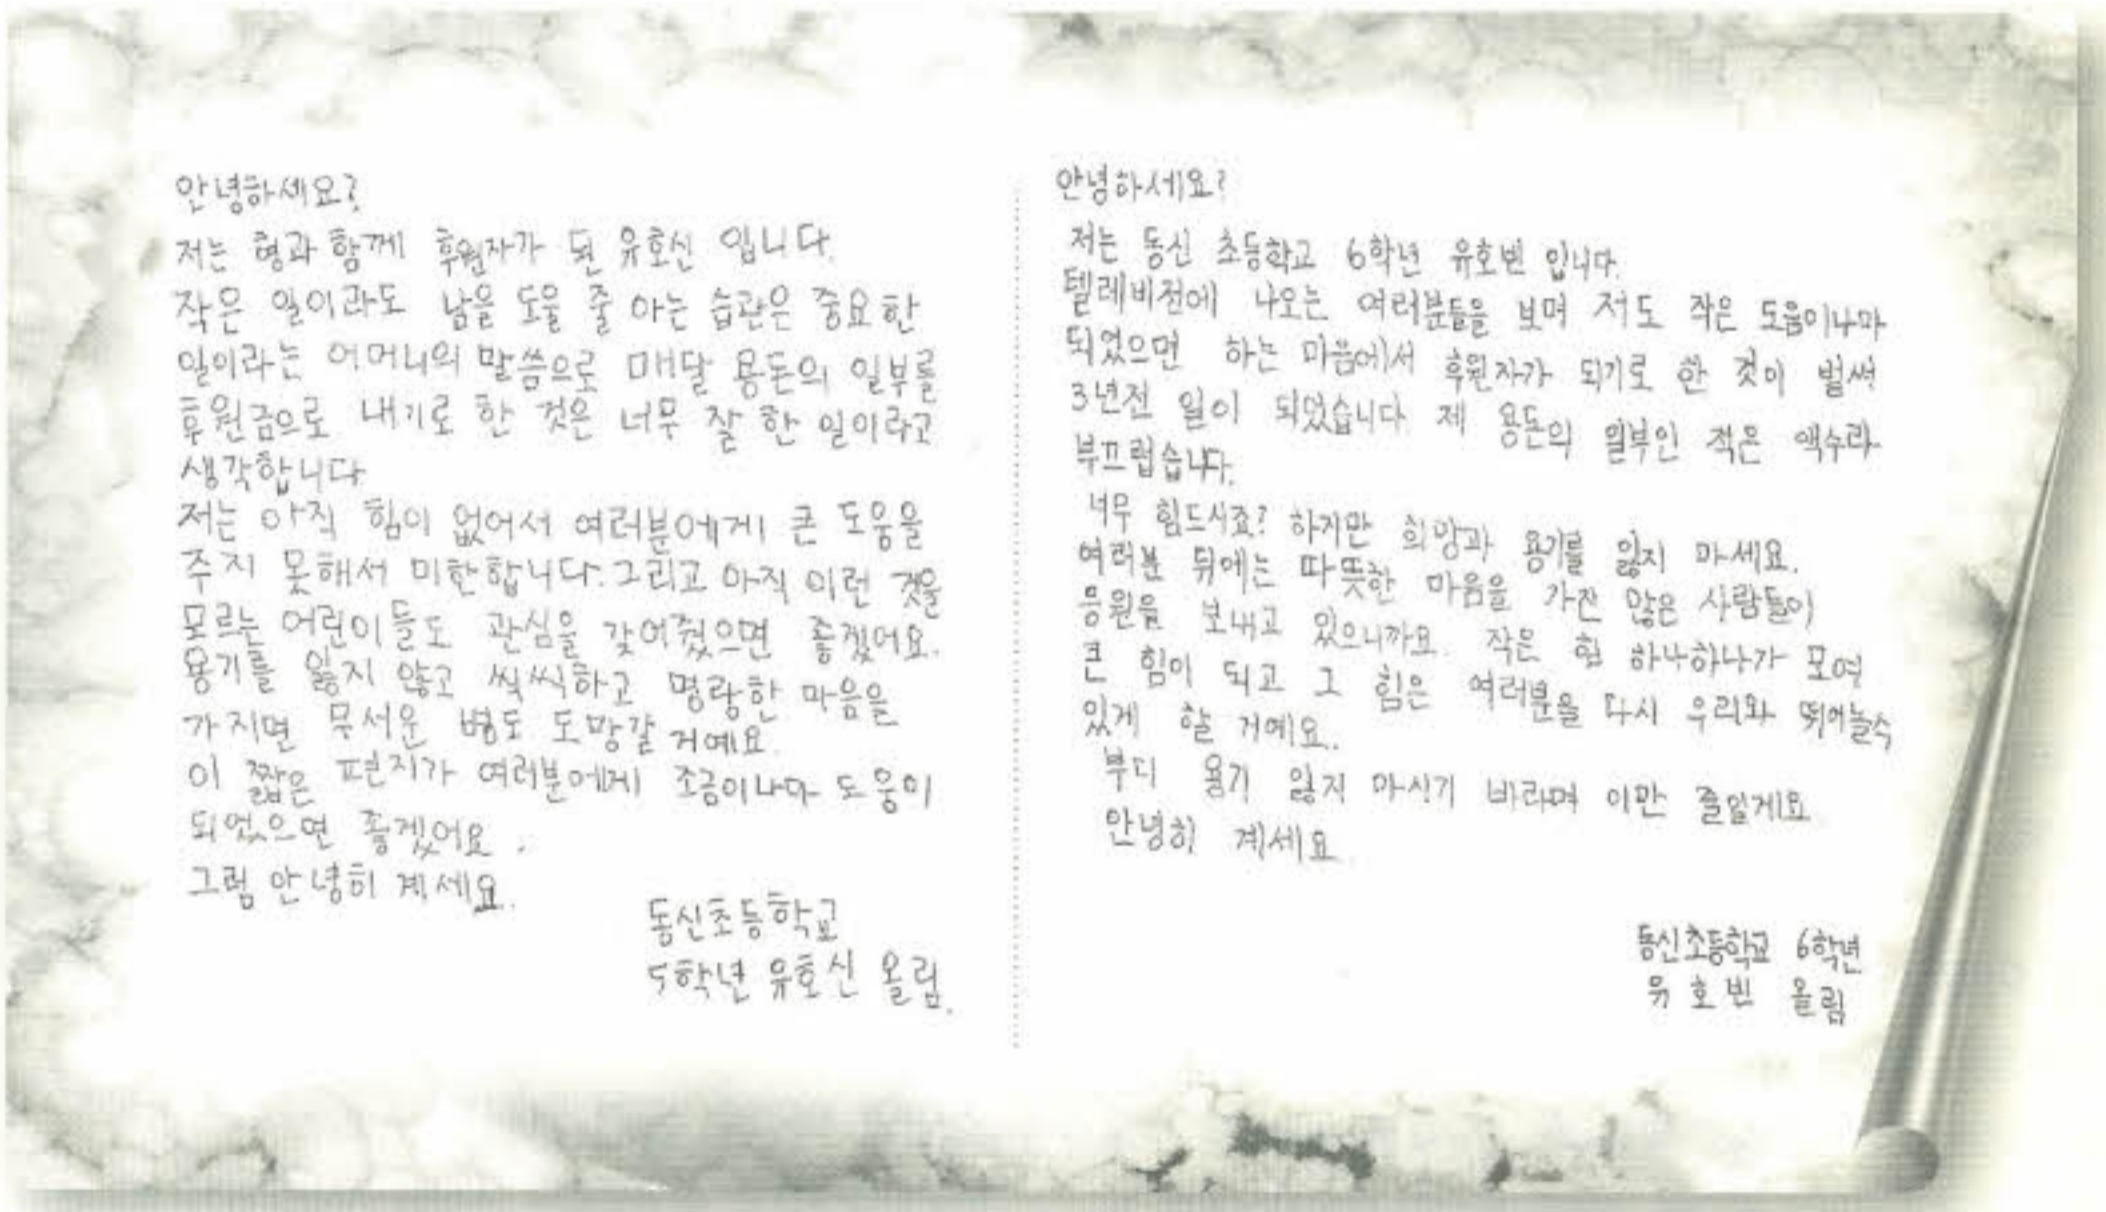 안녕하세요?
저는 형과 함께 후원자가 된 유호신 입니다.
작은 일이라도 남을 도울 줄 아는 습관은 중요한
일이라는 어머니의 말씀으로 매달 용돈의 일부를
후원금으로 내기로 한 것은 너무 잘 한 일이라고
생각합니다
저는 아직 힘이 없어서 여러분에게 큰 도움을
주지 못해서 미안합니다. 그리고 아직 이런 것을
모르는 어린이들도 관심을 갖여줬으면 좋겠어요.
용기를 잃지 않고 씩씩하고 명랑한 마음을
가지면 무서운 병도 도망갈 거예요
이 짧은 편지가 여러분에게 조금이나마 도움이
되었으면 좋겠어요.
그럼 안녕히 계세요.
동신초등학교
5학년 유호신 올림.
안녕하세요?
저는 동신 초등학교 6학년 유호빈 입니다.
텔레비전에 나오는 여러분들을 보며 저도 작은 도움이나마
되었으면 하는 마음에서 후원자가 되기로 한 것이 벌써
3년전 일이 되었습니다. 제 용돈의 일부인 적은 액수라
부끄럽습니다.
너무 힘드시죠? 하지만 희망과 용기를 잃지 마세요.
여러분 뒤에는 따뜻한 마음을 가진 많은 사람들이
응원을 보내고 있으니까요. 작은 힘 하나하나가 모여
큰 힘이 되고 그 힘은 여러분을 다시 우리와 뛰어놀수
있게 할 거예요.
부디 용기 잃지 마시기 바라며 이만 줄일게요
안녕히 계세요
동신초등학교 6학년
유호빈 올림